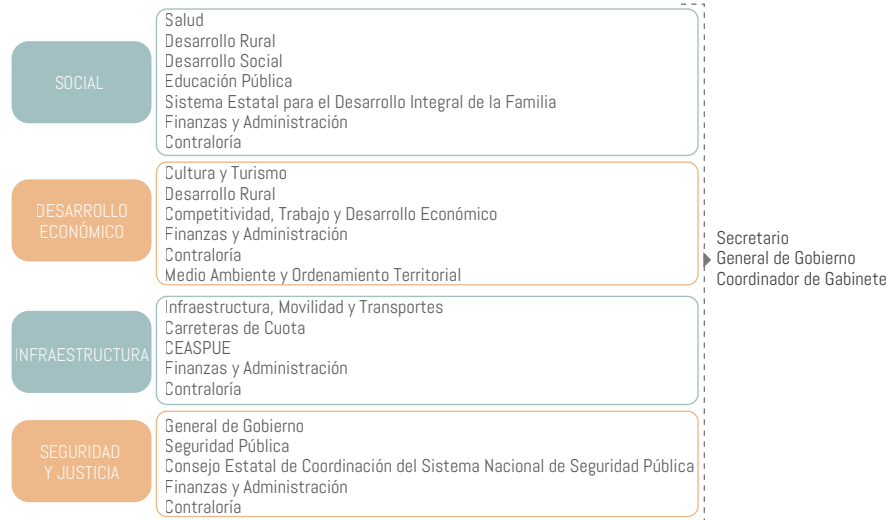 SOCIAL
Salud
Desarrollo Rural
Desarrollo Social
Educación Pública
Sistema Estatal para el Desarrollo Integral de la Familia
Finanzas y Administración
Contraloría
DESARROLLO
ECONÓMICO
Cultura y Turismo
Desarrollo Rural
Competitividad, Trabajo y Desarrollo Económico
Finanzas y Administración
Contraloría
Medio Ambiente y Ordenamiento Territorial
INFRAESTRUCTURA
Infraestructura, Movilidad y Transportes
Carreteras de Cuota
CEASPUE
Finanzas y Administración
Contraloría
SEGURIDAD
Y JUSTICIA
General de Gobierno
Seguridad Pública
Consejo Estatal de Coordinación del Sistema Nacional de Seguridad Pública
Finanzas y Administración
Contraloría
Secretario
General de Gobierno
Coordinador de Gabinete